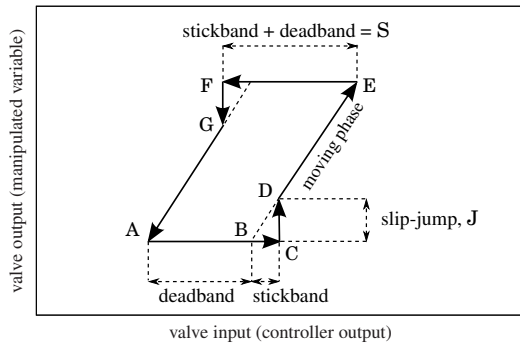 stickband + deadband = S
F
E
G
moving phase
D
slip-jump, J
A
B
C
deadband
stickband
valve output (manipulated variable)
valve input (controller output)